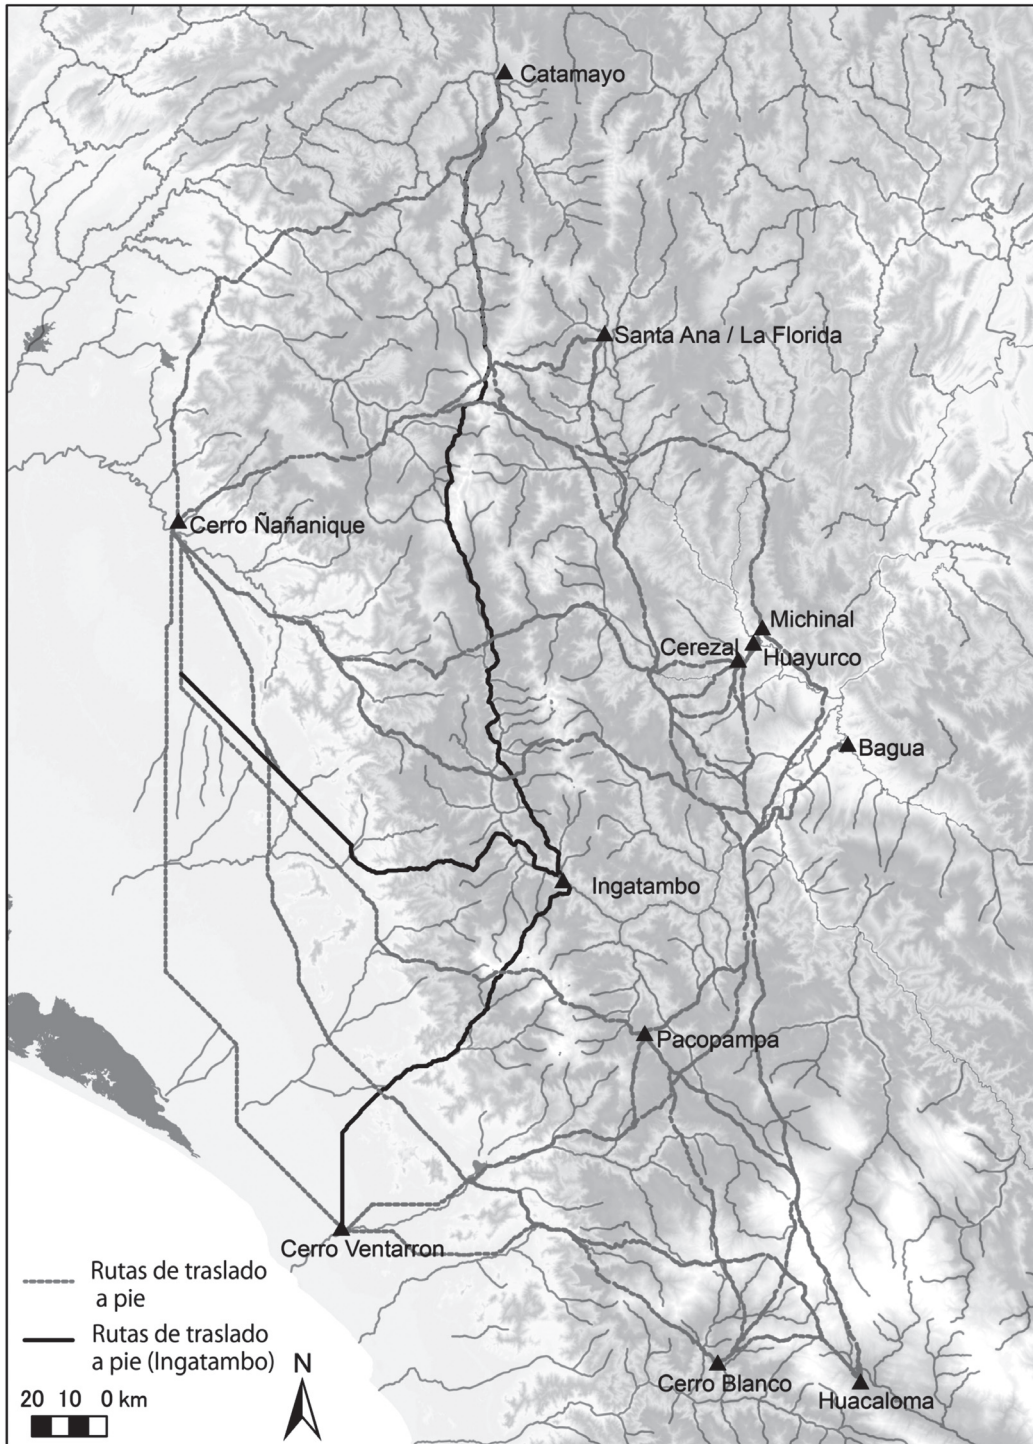 Catamayo
Santa Ana / La Florida
Cerro Ñañanique
Michinal
Cerezal
Huayurco
Bagua
Ingatambo
Pacopampa
Cerro Ventarron
Rutas de traslado
a pie
Rutas de traslado
a pie (Ingatambo)
N
20 10 0 km
Cerro Blanco
Huacaloma